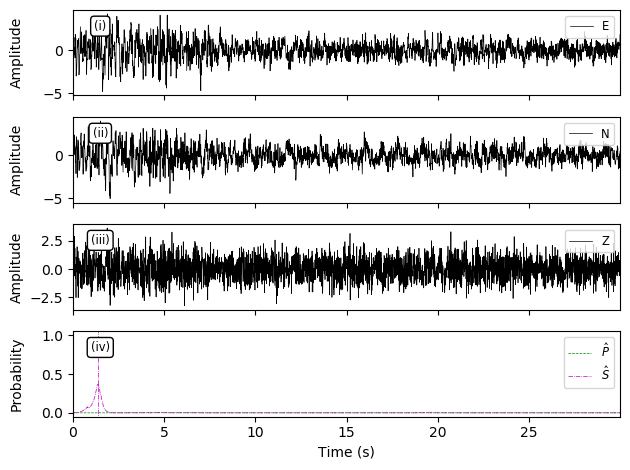 Amplitude
0
−5
(i)
E
Amplitude
0
−5
(ii)
N
Amplitude
2.5
0.0
−2.5
(iii)
Z
Probability
1.0
0.5
0.0
(iv)
P̂
Ŝ
0 5 10 15 20 25
Time (s)